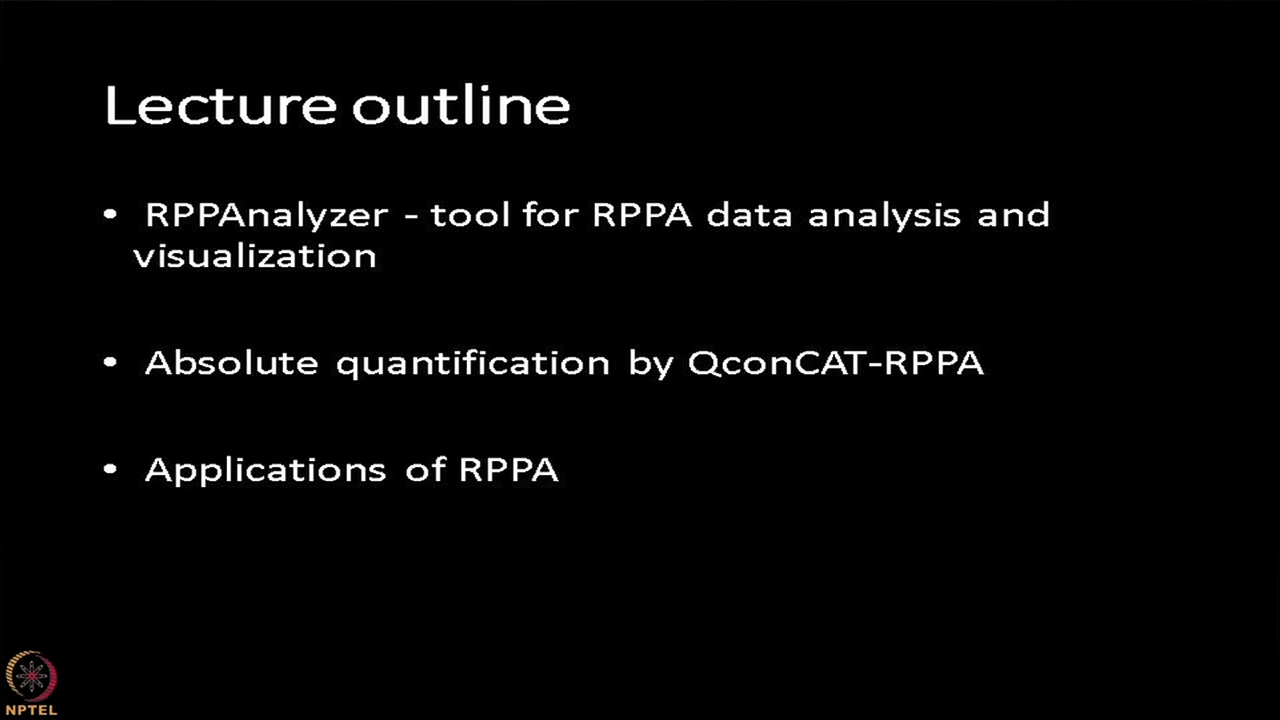 Lecture outline
• RPPAnalyzer - tool for RPPA data analysis and
visualization
• Absolute quantification by QconCAT-RPPA
• Applications of RPPA
NPTEL